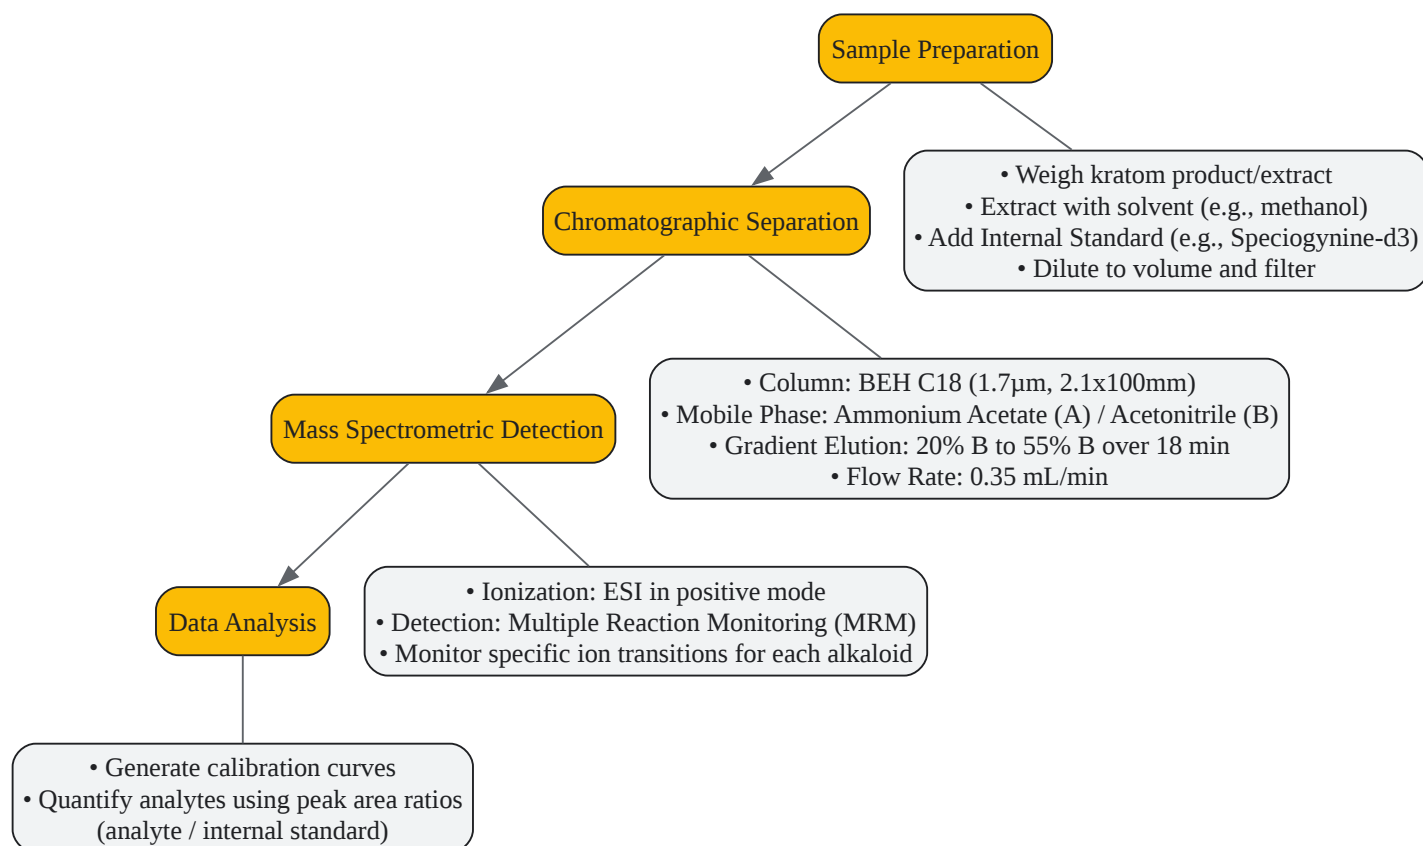 Sample Preparation
• Weigh kratom product/extract
• Extract with solvent (e.g., methanol)
• Add Internal Standard (e.g., Speciogynine-d3)
• Dilute to volume and filter
Chromatographic Separation
• Column: BEH C18 (1.7µm, 2.1x100mm)
• Mobile Phase: Ammonium Acetate (A) / Acetonitrile (B)
• Gradient Elution: 20% B to 55% B over 18 min
• Flow Rate: 0.35 mL/min
Mass Spectrometric Detection
• Ionization: ESI in positive mode
• Detection: Multiple Reaction Monitoring (MRM)
• Monitor specific ion transitions for each alkaloid
Data Analysis
• Generate calibration curves
• Quantify analytes using peak area ratios
(analyte / internal standard)